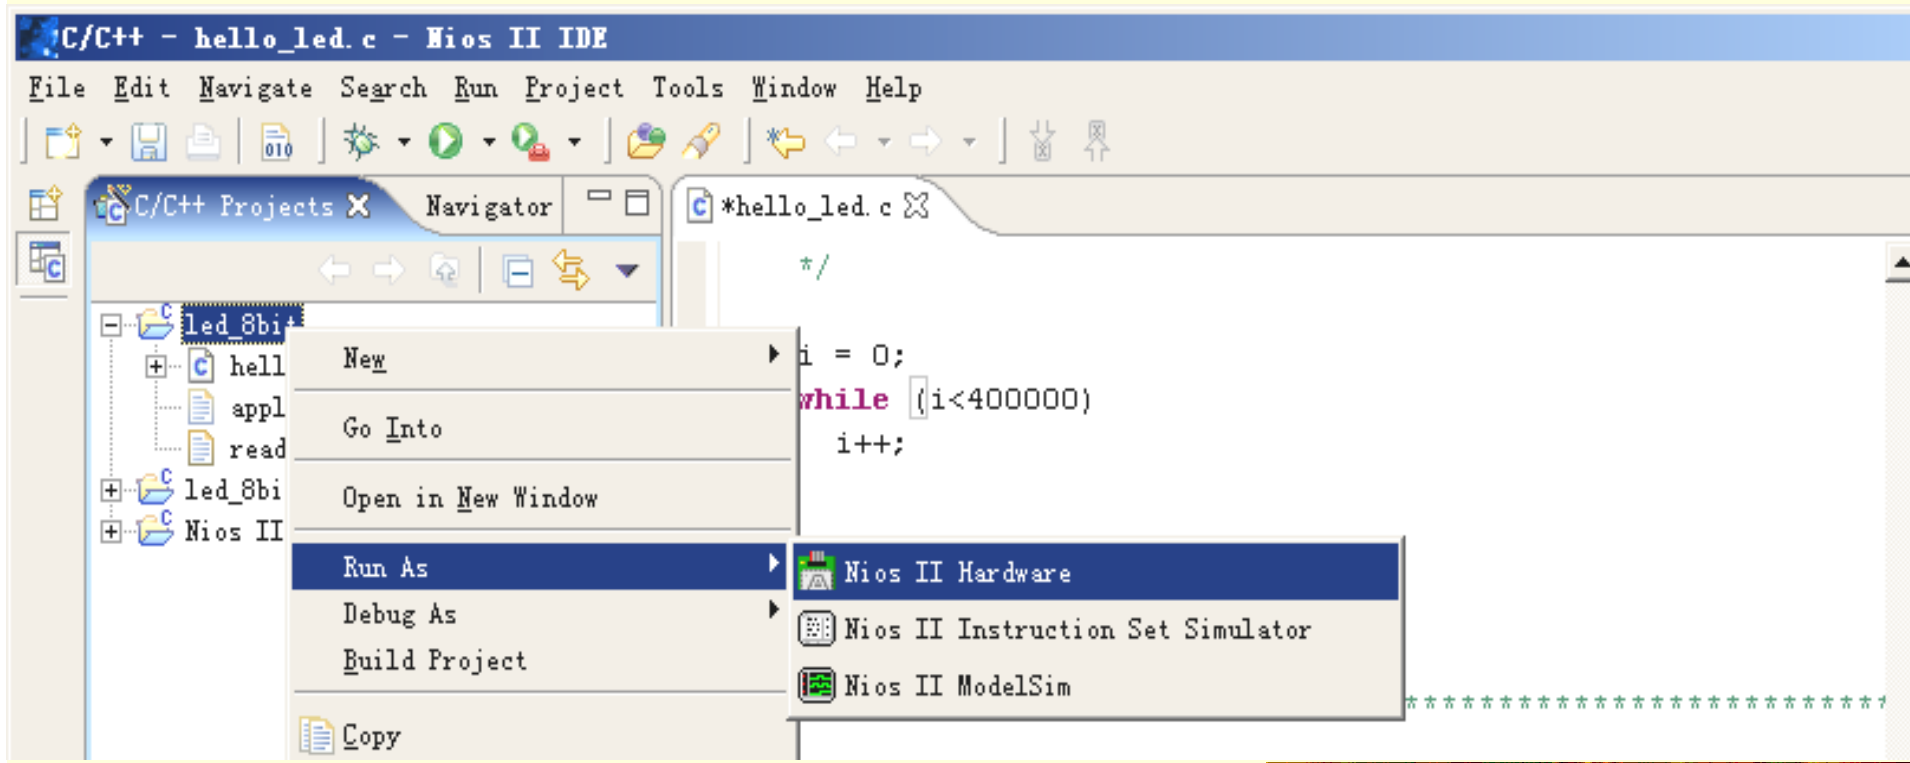 C/C++ - hello_led.c - Nios II IDE
File Edit Navigate Search Run Project Tools Window Help
010
C/C++ Projects Navigator
*hello_led.c
*/
led_8bit
hell
appl
read
led_8bi
Nios II
i = 0;
while (i<400000)
i++;
New
Go Into
Open in New Window
Run As
Debug As
Build Project
Copy
Nios II Hardware
Nios II Instruction Set Simulator
Nios II ModelSim
**************************